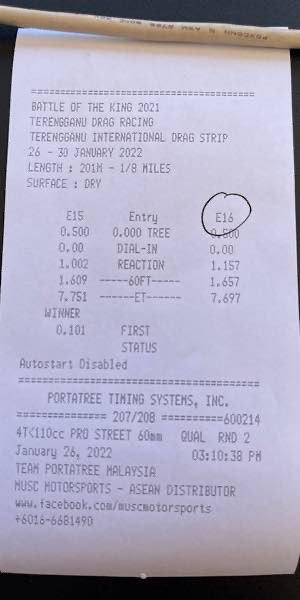 ====================================
BATTLE OF THE KING 2021
TERENGGANU DRAG RACING
TERENGGANU INTERNATIONAL DRAG STRIP
26 - 30 JANUARY 2022
LENGTH : 201M - 1/8 MILES
SURFACE : DRY
E15 Entry E16
0.500 0.000 TREE 0.500
0.00 DIAL-IN 0.00
1.002 REACTION 1.157
1.609 -----60FT----- 1.657
7.751 ------ET------ 7.697
WINNER
0.101 FIRST
STATUS
Autostart Disabled
====================================
PORTATREE TIMING SYSTEMS, INC.
============== 207/208 ==========600214
4T<110cc PRO STREET 60mm QUAL RND 2
January 26, 2022 03:10:38 PM
TEAM PORTATREE MALAYSIA
MUSC MOTORSPORTS - ASEAN DISTRIBUTOR
www.facebook.com/muscmotorsports
+6016-6681490